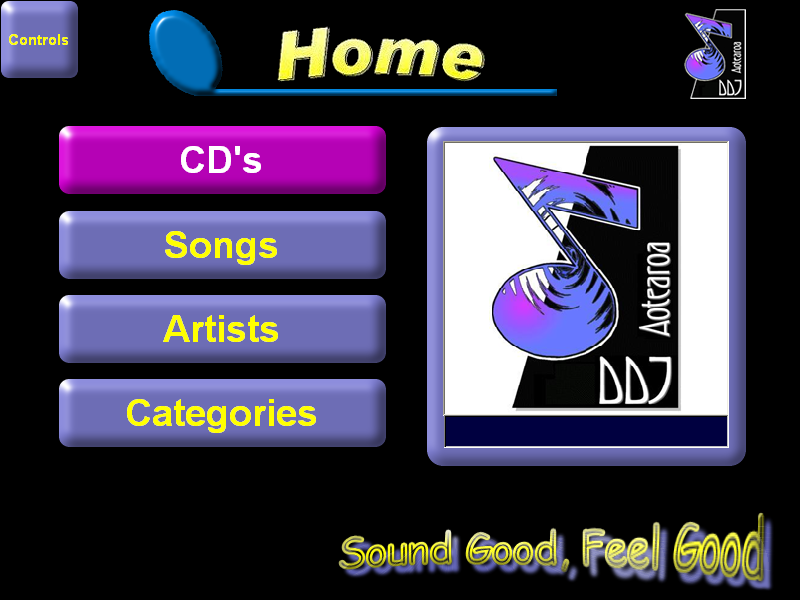 Controls
Home
Aotearoa
DDJ
CD's
Songs
Artists
Categories
Aotearoa
DDJ
Sound Good, Feel Good